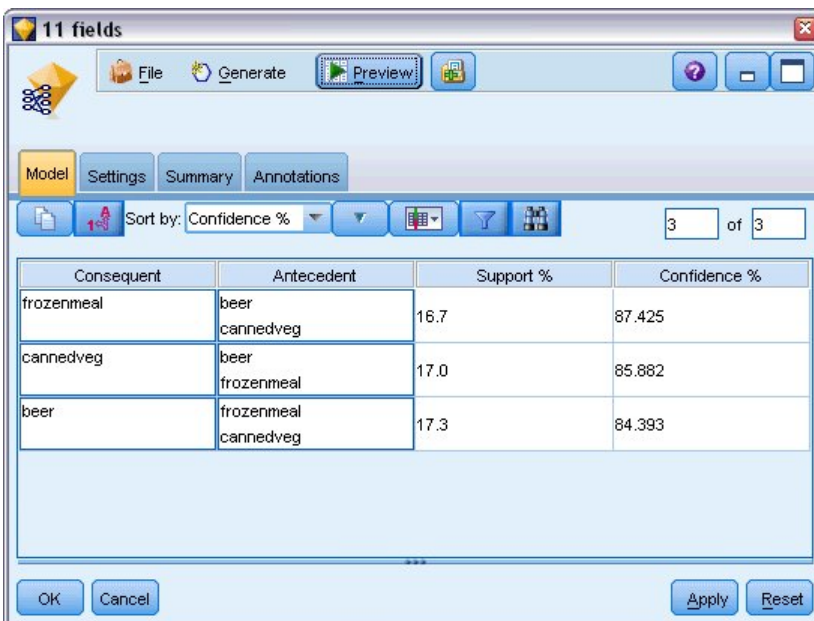 11 fields
File Generate Preview
Model Settings Summary Annotations
Sort by: Confidence % 3 of 3
Consequent Antecedent Support % Confidence %
frozenmeal beer 16.7 87.425
cannedveg
cannedveg beer 17.0 85.882
frozenmeal
beer frozenmeal 17.3 84.393
cannedveg
OK Cancel Apply Reset